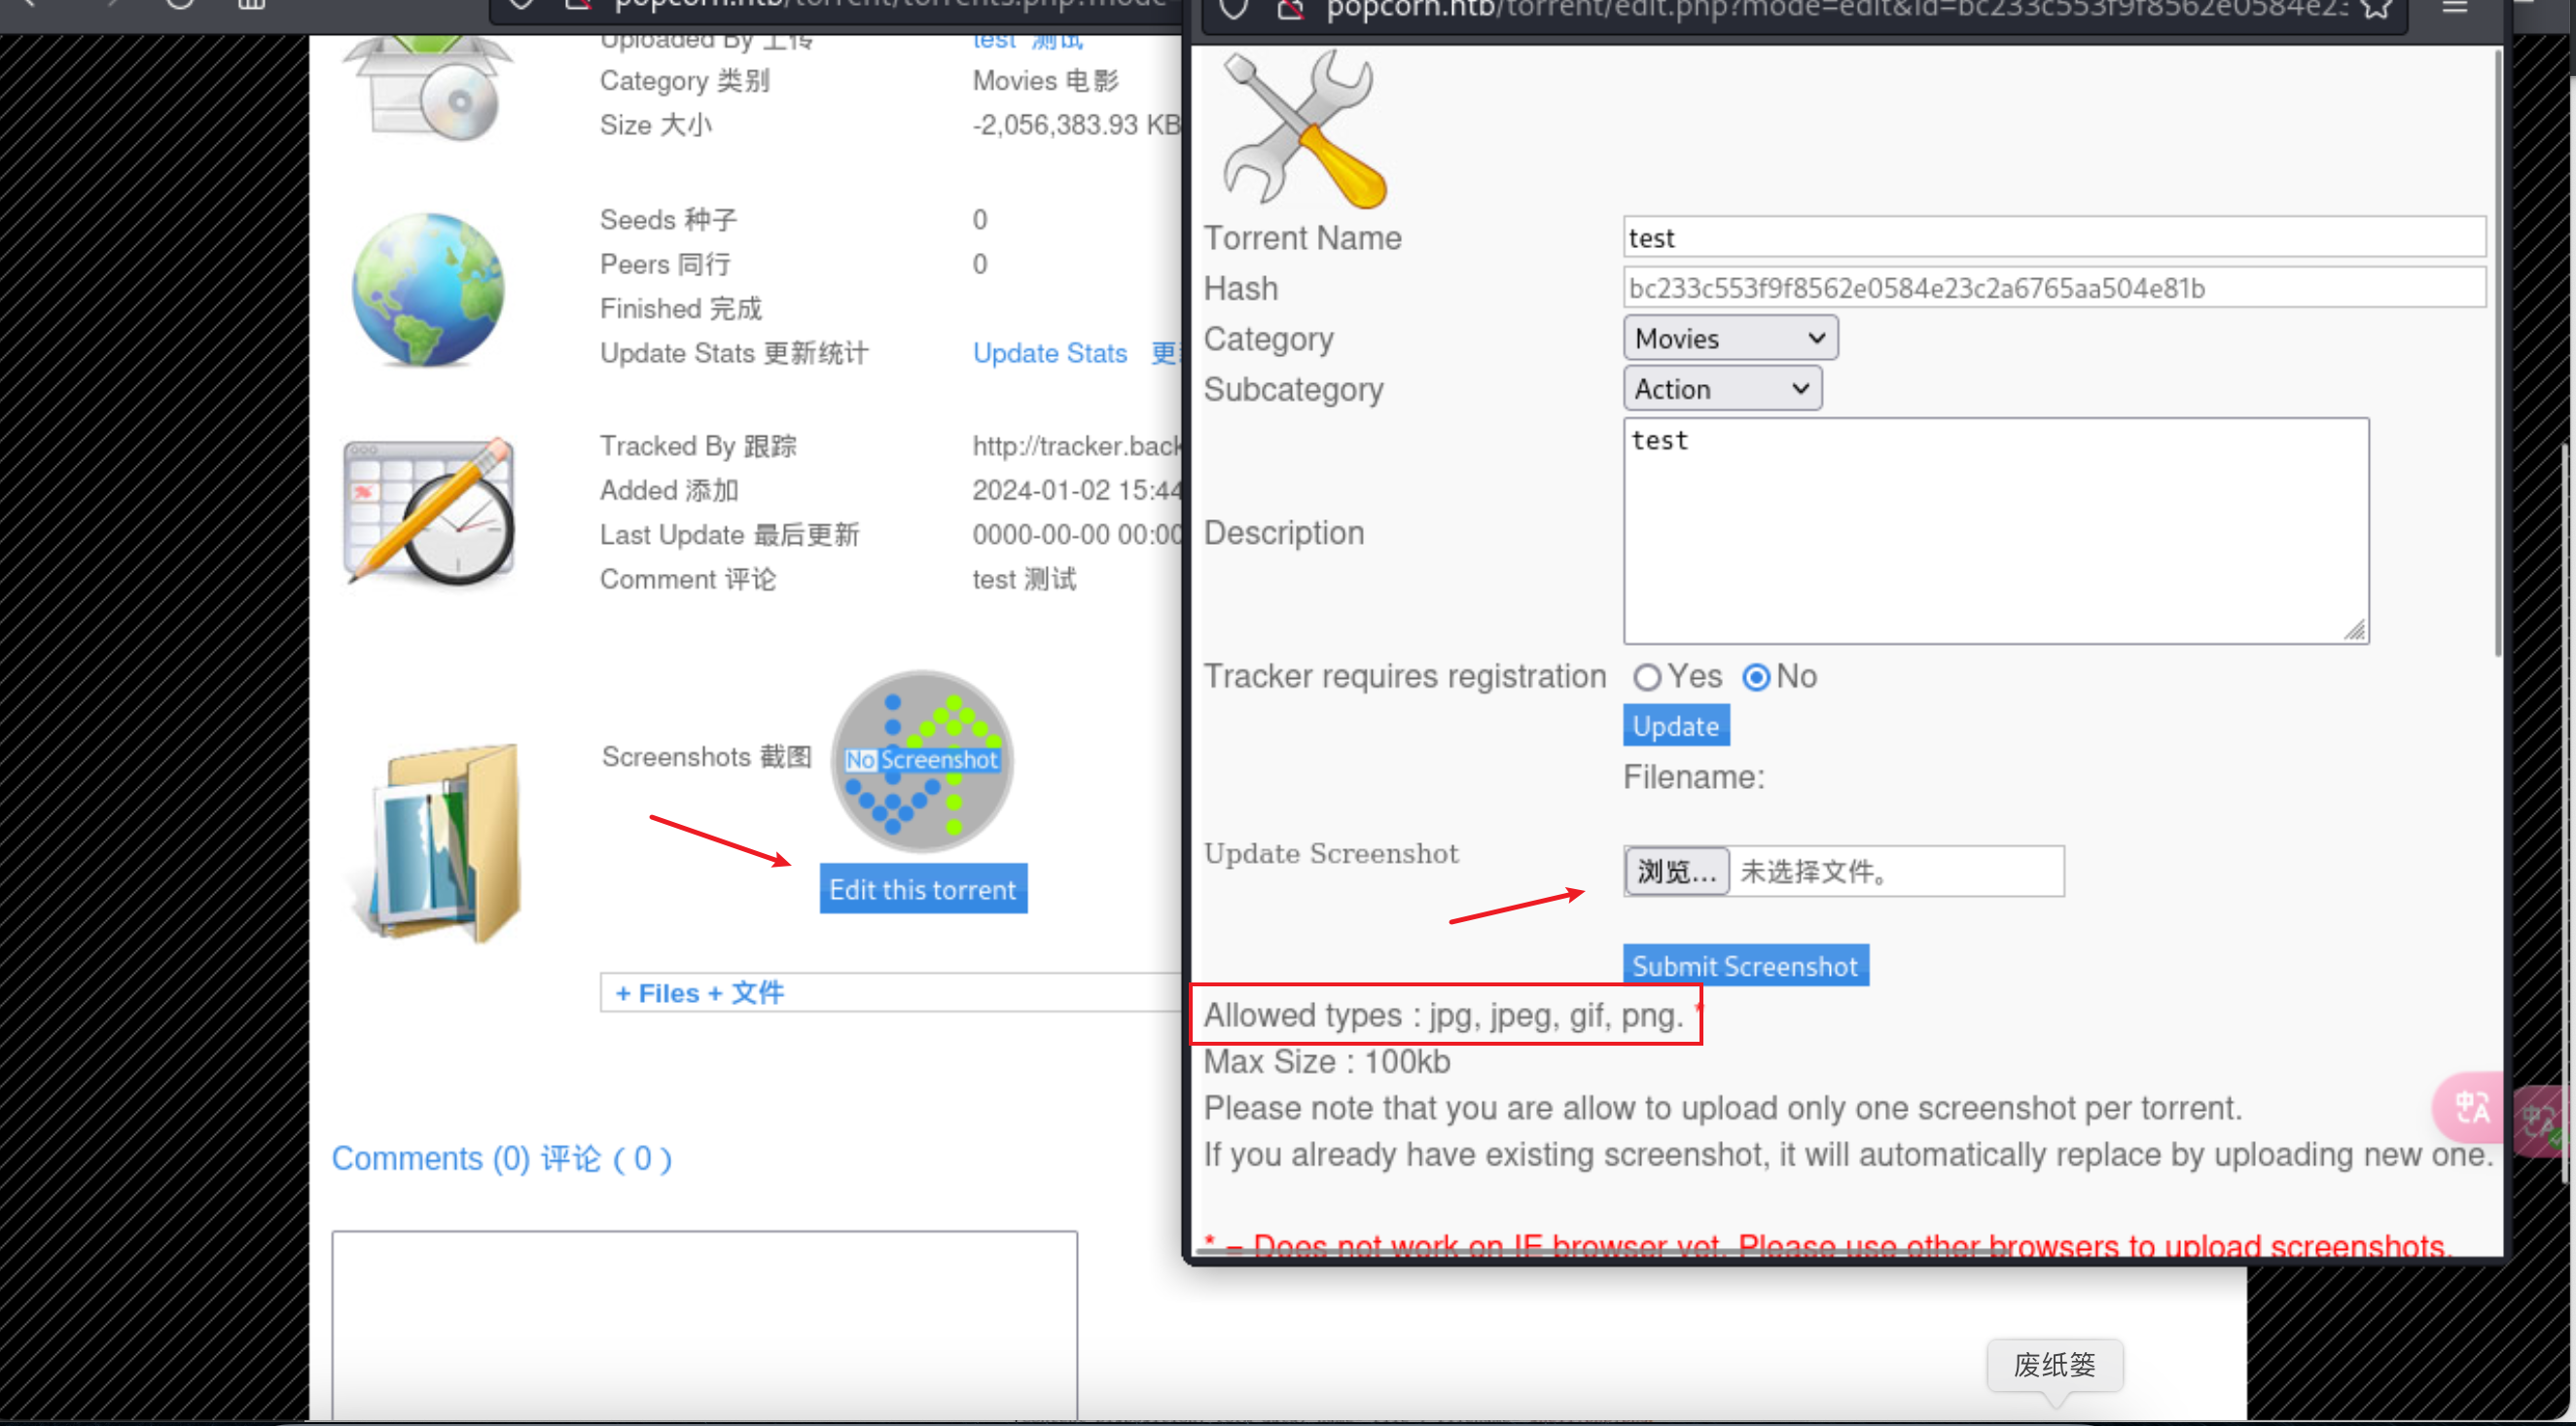 popcorn.htb/torrent/torrents.php?mode=
Uploaded By 上传 test 测试
Category 类别 Movies 电影
Size 大小 -2,056,383.93 KB
Seeds 种子 0
Peers 同行 0
Finished 完成
Update Stats 更新统计 Update Stats
Tracked By 跟踪 http://tracker.back
Added 添加 2024-01-02 15:44
Last Update 最后更新 0000-00-00 00:00
Comment 评论 test 测试
Screenshots 截图
No Screenshot
Edit this torrent
+ Files + 文件
Comments (0) 评论 ( 0 )
popcorn.htb/torrent/edit.php?mode=edit&id=bc233c553f9f8562e0584e23
Torrent Name test
Hash bc233c553f9f8562e0584e23c2a6765aa504e81b
Category Movies
Subcategory Action
Description test
Tracker requires registration Yes No
Update
Filename:
Update Screenshot 浏览... 未选择文件。
Submit Screenshot
Allowed types : jpg, jpeg, gif, png. *
Max Size : 100kb
Please note that you are allow to upload only one screenshot per torrent.
If you already have existing screenshot, it will automatically replace by uploading new one.
* – Does not work on IE browser yet. Please use other browsers to upload screenshots.
中A
中A
废纸篓